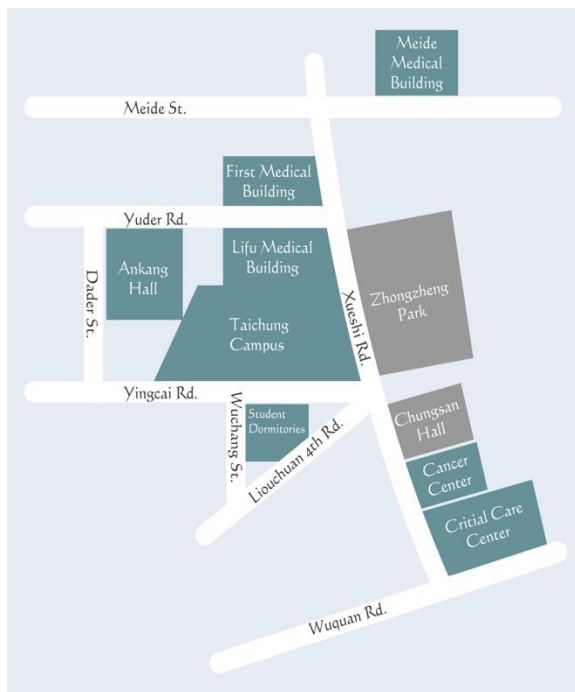 Meide
Medical
Building
Meide St.
First Medical
Building
Yuder Rd.
Lifu Medical
Building
Ankang
Hall
Dader St.
Zhongzheng
Park
Xueshi Rd.
Taichung
Campus
Yingcai Rd.
Wuchang St.
Student
Dormitories
Liouchuan 4th Rd.
Chungsan
Hall
Cancer
Center
Critial Care
Center
Wuquan Rd.